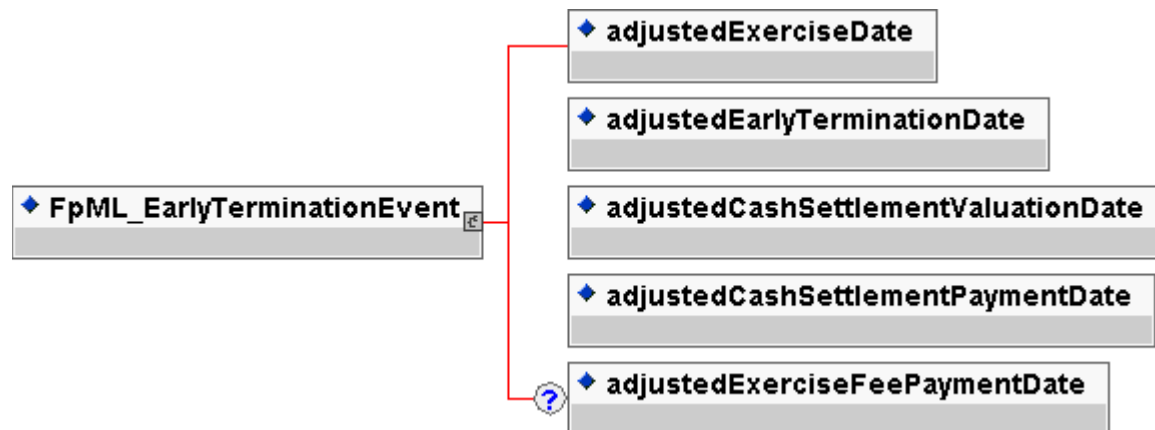 adjustedExerciseDate
adjustedEarlyTerminationDate
FpML_EarlyTerminationEvent
adjustedCashSettlementValuationDate
adjustedCashSettlementPaymentDate
?
adjustedExerciseFeePaymentDate